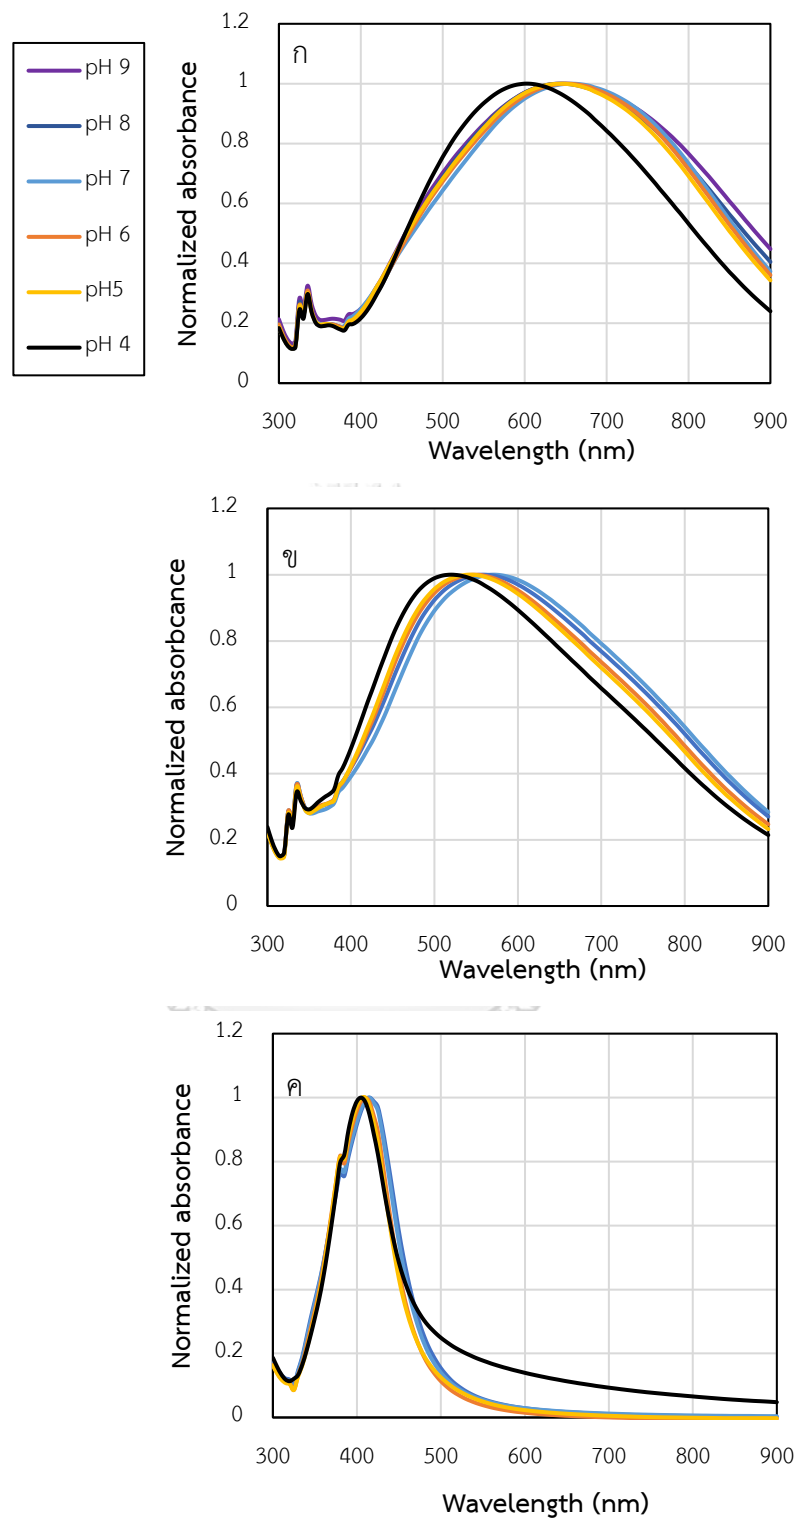 pH 9
pH 8
pH 7
pH 6
pH5
pH 4
ก
Normalized absorbance
1.2
1
0.8
0.6
0.4
0.2
0
300 400 500 600 700 800 900
Wavelength (nm)
ข
Normalized absorbcance
1.2
1
0.8
0.6
0.4
0.2
0
300 400 500 600 700 800 900
Wavelength (nm)
ค
Normalized absorbance
1.2
1
0.8
0.6
0.4
0.2
0
300 400 500 600 700 800 900
Wavelength (nm)